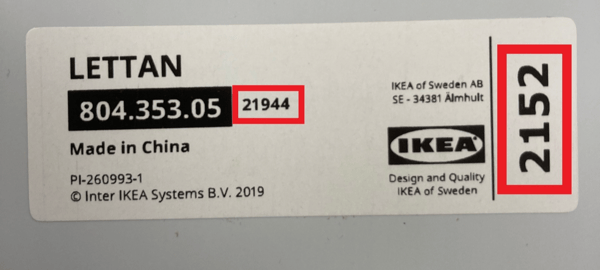 LETTAN
804.353.05 21944
Made in China
PI-260993-1
© Inter IKEA Systems B.V. 2019
IKEA of Sweden AB
SE - 34381 Älmhult
IKEA
Design and Quality
IKEA of Sweden
2152